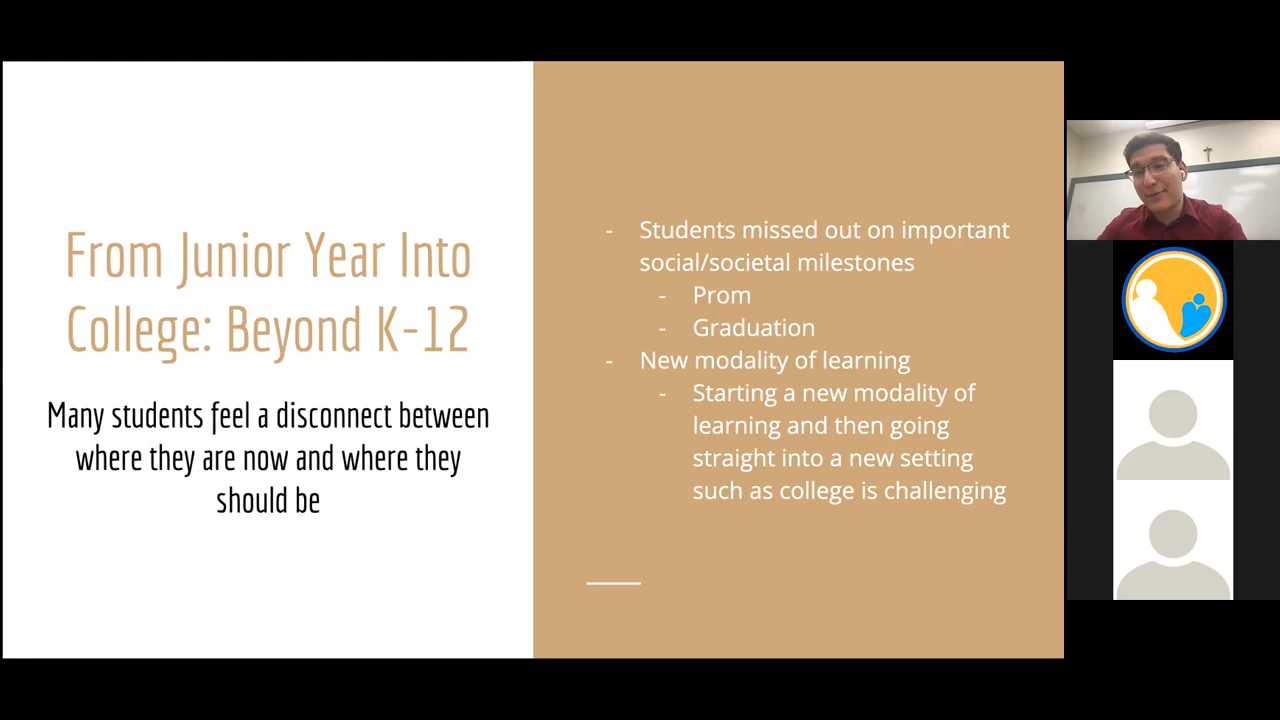 From Junior Year Into
College: Beyond K-12
Many students feel a disconnect between
where they are now and where they
should be
- Students missed out on important
social/societal milestones
- Prom
- Graduation
- New modality of learning
- Starting a new modality of
learning and then going
straight into a new setting
such as college is challenging